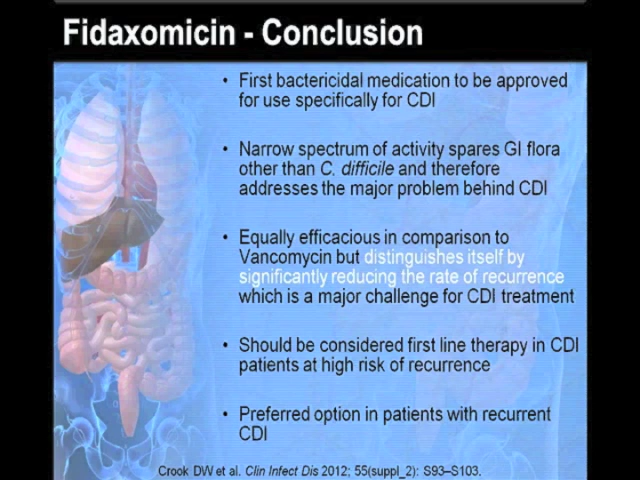 Fidaxomicin - Conclusion
• First bactericidal medication to be approved
for use specifically for CDI
• Narrow spectrum of activity spares GI flora
other than C. difficile and therefore
addresses the major problem behind CDI
• Equally efficacious in comparison to
Vancomycin but distinguishes itself by
significantly reducing the rate of recurrence
which is a major challenge for CDI treatment
• Should be considered first line therapy in CDI
patients at high risk of recurrence
• Preferred option in patients with recurrent
CDI
Crook DW et al. Clin Infect Dis 2012; 55(suppl_2): S93–S103.